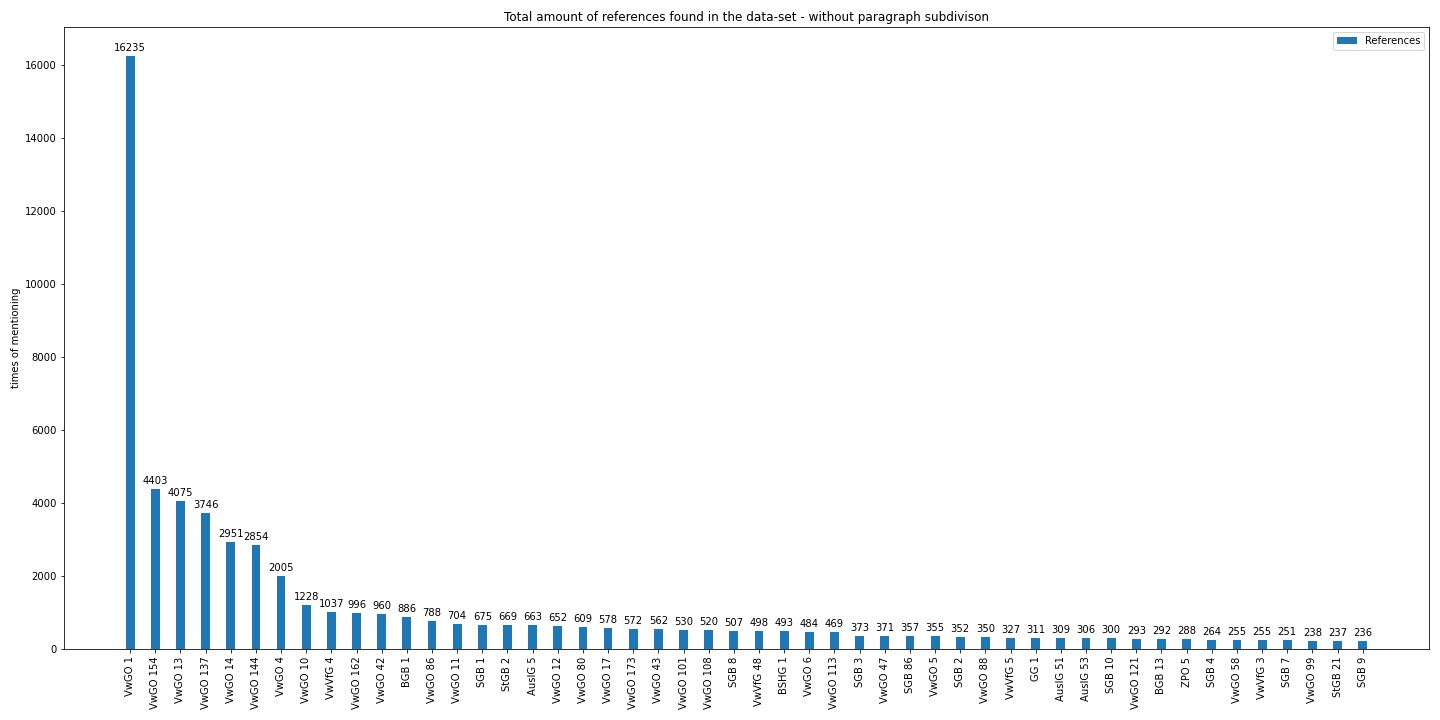 Total amount of references found in the data-set - without paragraph subdivison
References
times of mentioning
16000
14000
12000
10000
8000
6000
4000
2000
0
16235
4403
4075
3746
2951
2854
2005
1228
1037
996
960
886
788
704
675
669
663
652
609
578
572
562
530
520
507
498
493
484
469
373
371
357
355
352
350
327
311
309
306
300
293
292
288
264
255
255
251
238
237
236
VwGO 1
VwGO 154
VwGO 13
VwGO 137
VwGO 14
VwGO 144
VwGO 4
VwGO 10
VwVfG 4
VwGO 162
VwGO 42
BGB 1
VwGO 86
VwGO 11
SGB 1
StGB 2
AuslG 5
VwGO 12
VwGO 80
VwGO 17
VwGO 173
VwGO 43
VwGO 101
VwGO 108
SGB 8
VwVfG 48
BSHG 1
VwGO 6
VwGO 113
SGB 3
VwGO 47
SGB 86
VwGO 5
SGB 2
VwGO 88
VwVfG 5
GG 1
AuslG 51
AuslG 53
SGB 10
VwGO 121
BGB 13
ZPO 5
SGB 4
VwGO 58
VwVfG 3
SGB 7
VwGO 99
StGB 21
SGB 9